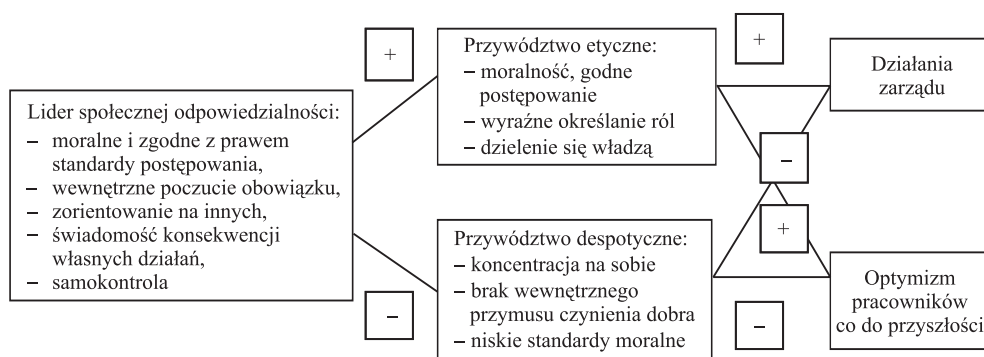 Lider społecznej odpowiedzialności:
– moralne i zgodne z prawem
standardy postępowania,
– wewnętrzne poczucie obowiązku,
– zorientowanie na innych,
– świadomość konsekwencji
własnych działań,
– samokontrola
+
–
Przywództwo etyczne:
– moralność, godne
postępowanie
– wyraźne określanie ról
– dzielenie się władzą
Przywództwo despotyczne:
– koncentracja na sobie
– brak wewnętrznego
przymusu czynienia dobra
– niskie standardy moralne
+
–
+
–
Działania
zarządu
Optymizm
pracowników
co do przyszłości